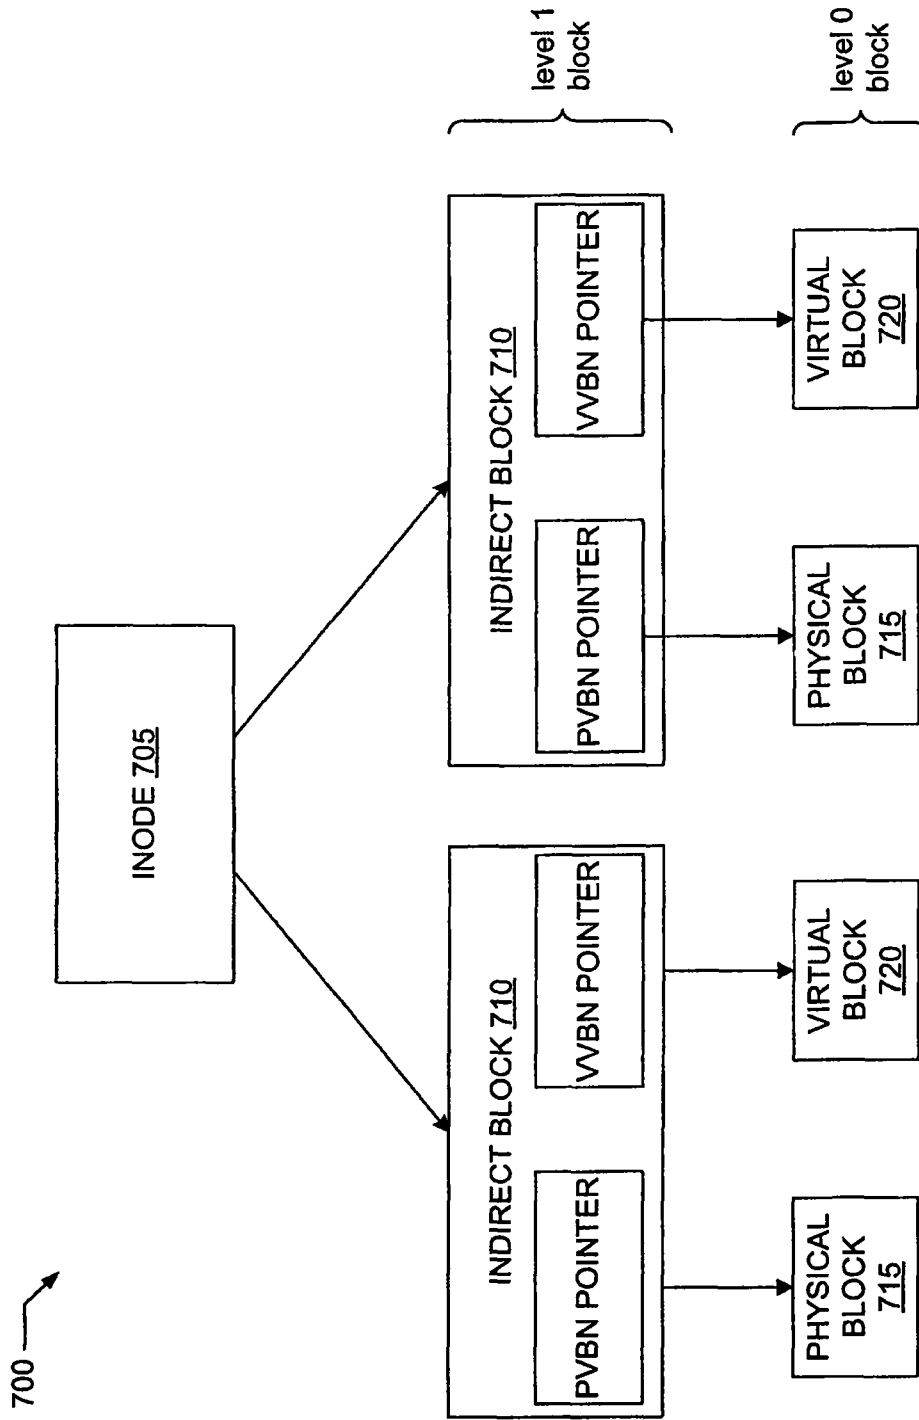 700
INODE 705
INDIRECT BLOCK 710
PVBN POINTER
VVBN POINTER
INDIRECT BLOCK 710
PVBN POINTER
VVBN POINTER
level 1
block
PHYSICAL
BLOCK
715
VIRTUAL
BLOCK
720
PHYSICAL
BLOCK
715
VIRTUAL
BLOCK
720
level 0
block